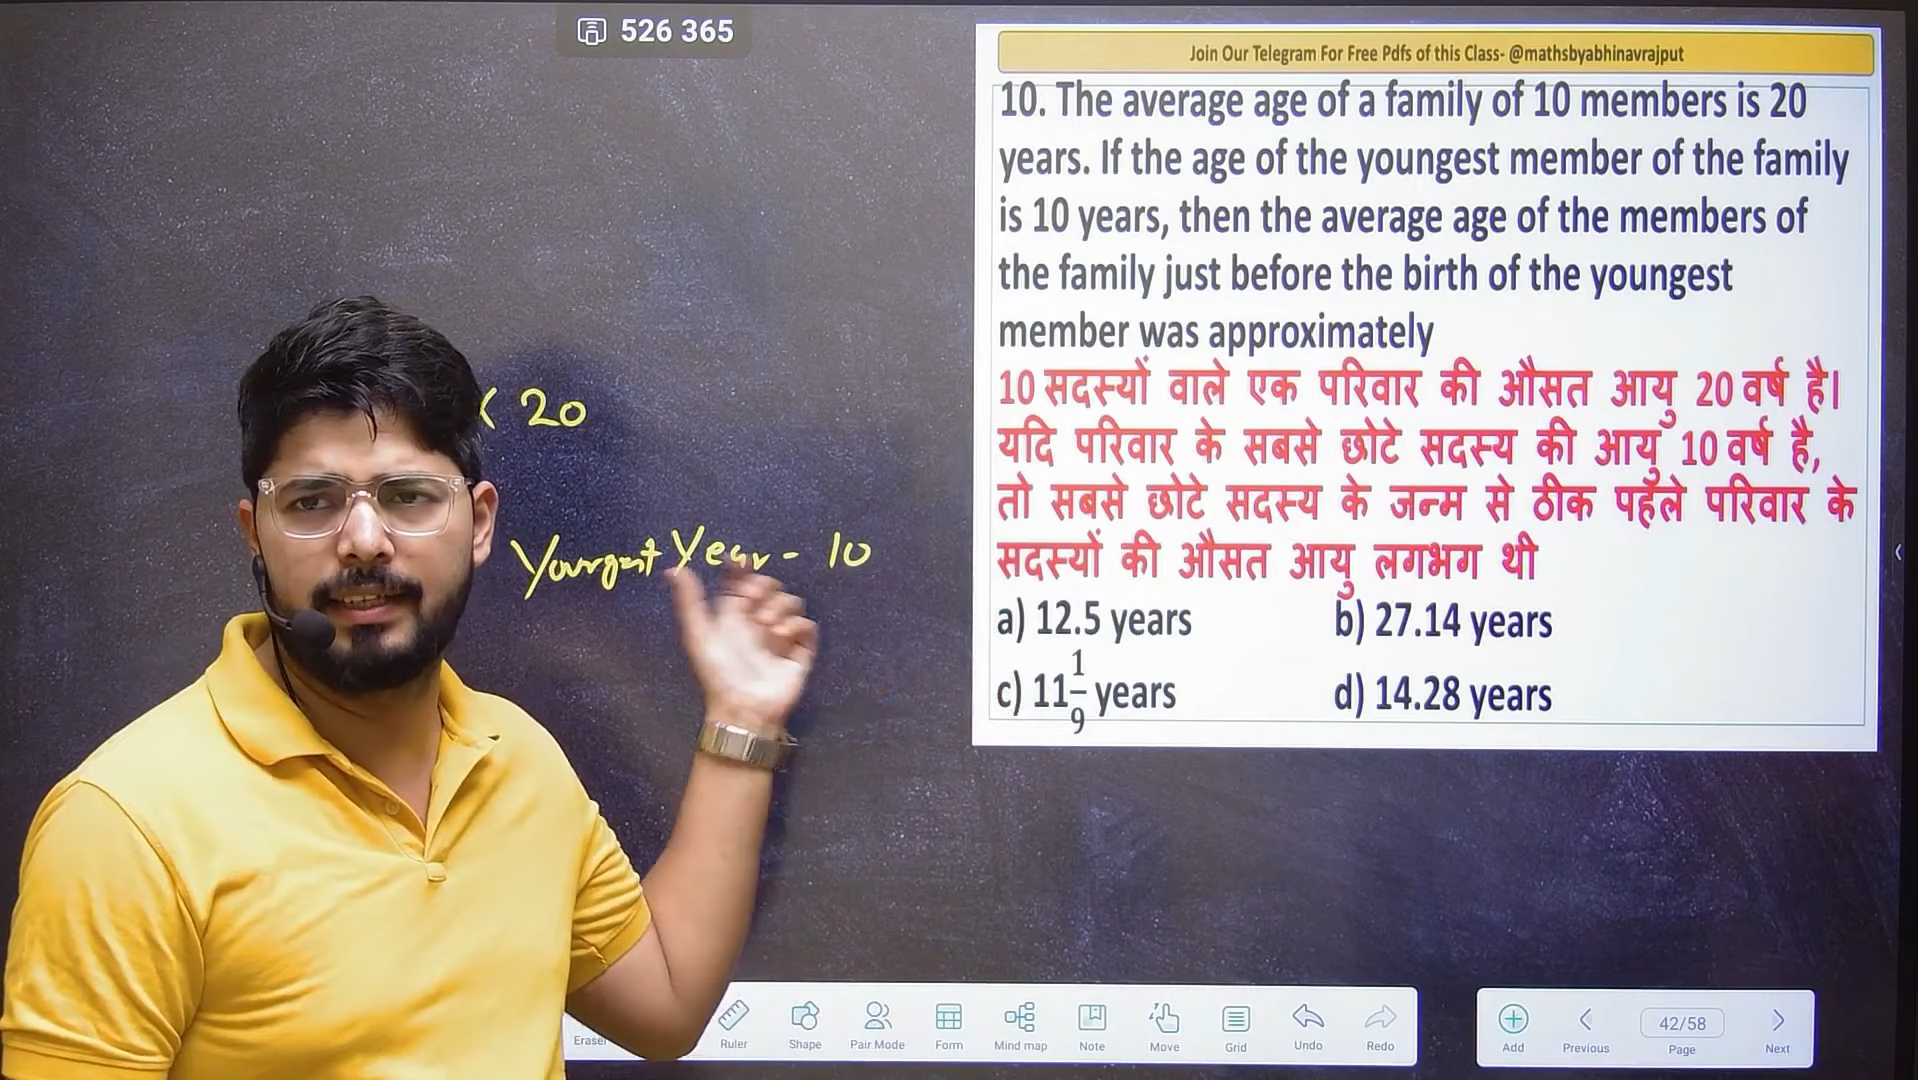 526 365
Join Our Telegram For Free Pdfs of this Class- @mathsbyabhinavrajput
10. The average age of a family of 10 members is 20
years. If the age of the youngest member of the family
is 10 years, then the average age of the members of
the family just before the birth of the youngest
member was approximately
10 सदस्यों वाले एक परिवार की औसत आयु 20 वर्ष है।
यदि परिवार के सबसे छोटे सदस्य की आयु 10 वर्ष है,
तो सबसे छोटे सदस्य के जन्म से ठीक पहले परिवार के
सदस्यों की औसत आयु लगभग थी
a) 12.5 years b) 27.14 years
c) 11 1/9 years d) 14.28 years
× 20
Youngest Year - 10
Eraser Ruler Shape Pair Mode Form Mind map Note Move Grid Undo Redo
Add Previous 42/58 Page Next